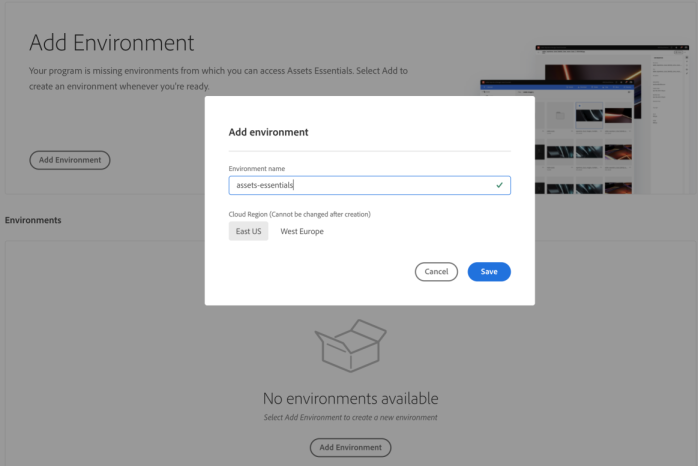 Add Environment
Your program is missing environments from which you can access Assets Essentials. Select Add to
create an environment whenever you're ready.
Add Environment
Add environment
Environment name
assets-essentials
Cloud Region (Cannot be changed after creation)
East US
West Europe
Cancel
Save
Environments
No environments available
Select Add Environment to create a new environment
Add Environment